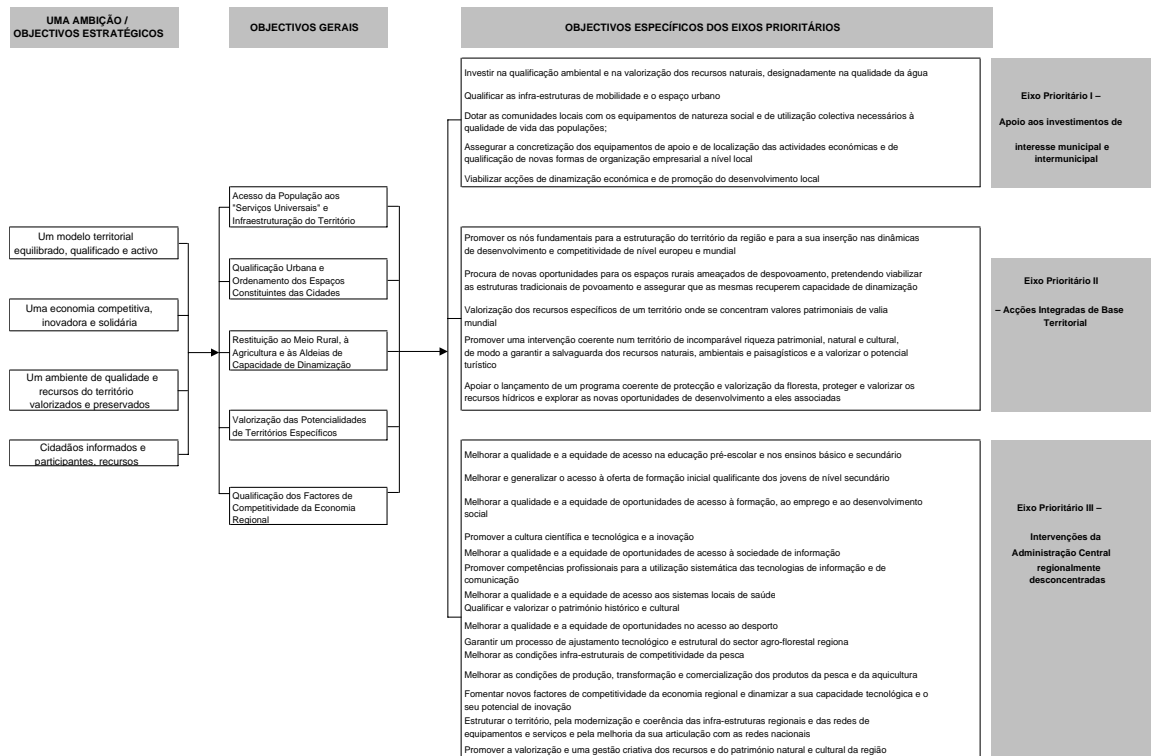 UMA AMBIÇÃO /
OBJECTIVOS ESTRATÉGICOS
OBJECTIVOS GERAIS
OBJECTIVOS ESPECÍFICOS DOS EIXOS PRIORITÁRIOS
Um modelo territorial
equilibrado, qualificado e activo
Uma economia competitiva,
inovadora e solidária
Um ambiente de qualidade e
recursos do território
valorizados e preservados
Cidadãos informados e
participantes, recursos
Acesso da População aos
"Serviços Universais" e
Infraestruturação do Território
Qualificação Urbana e
Ordenamento dos Espaços
Constituintes das Cidades
Restituição ao Meio Rural, à
Agricultura e às Aldeias de
Capacidade de Dinamização
Valorização das Potencialidades
de Territórios Específicos
Qualificação dos Factores de
Competitividade da Economia
Regional
Investir na qualificação ambiental e na valorização dos recursos naturais, designadamente na qualidade da água
Qualificar as infra-estruturas de mobilidade e o espaço urbano
Dotar as comunidades locais com os equipamentos de natureza social e de utilização colectiva necessários à
qualidade de vida das populações;
Assegurar a concretização dos equipamentos de apoio e de localização das actividades económicas e de
qualificação de novas formas de organização empresarial a nível local
Viabilizar acções de dinamização económica e de promoção do desenvolvimento local
Eixo Prioritário I –
Apoio aos investimentos de
interesse municipal e
intermunicipal
Promover os nós fundamentais para a estruturação do território da região e para a sua inserção nas dinâmicas
de desenvolvimento e competitividade de nível europeu e mundial
Procura de novas oportunidades para os espaços rurais ameaçados de despovoamento, pretendendo viabilizar
as estruturas tradicionais de povoamento e assegurar que as mesmas recuperem capacidade de dinamização
Valorização dos recursos específicos de um território onde se concentram valores patrimoniais de valia
mundial
Promover uma intervenção coerente num território de incomparável riqueza patrimonial, natural e cultural,
de modo a garantir a salvaguarda dos recursos naturais, ambientais e paisagísticos e a valorizar o potencial
turístico
Apoiar o lançamento de um programa coerente de protecção e valorização da floresta, proteger e valorizar os
recursos hídricos e explorar as novas oportunidades de desenvolvimento a eles associadas
Eixo Prioritário II
– Acções Integradas de Base
Territorial
Melhorar a qualidade e a equidade de acesso na educação pré-escolar e nos ensinos básico e secundário
Melhorar e generalizar o acesso à oferta de formação inicial qualificante dos jovens de nível secundário
Melhorar a qualidade e a equidade de oportunidades de acesso à formação, ao emprego e ao desenvolvimento
social
Promover a cultura científica e tecnológica e a inovação
Melhorar a qualidade e a equidade de oportunidades de acesso à sociedade de informação
Promover competências profissionais para a utilização sistemática das tecnologias de informação e de
comunicação
Melhorar a qualidade e a equidade de acesso aos sistemas locais de saúde
Qualificar e valorizar o património histórico e cultural
Melhorar a qualidade e a equidade de oportunidades no acesso ao desporto
Garantir um processo de ajustamento tecnológico e estrutural do sector agro-florestal regiona
Melhorar as condições infra-estruturais de competitividade da pesca
Melhorar as condições de produção, transformação e comercialização dos produtos da pesca e da aquicultura
Fomentar novos factores de competitividade da economia regional e dinamizar a sua capacidade tecnológica e o
seu potencial de inovação
Estruturar o território, pela modernização e coerência das infra-estruturas regionais e das redes de
equipamentos e serviços e pela melhoria da sua articulação com as redes nacionais
Promover a valorização e uma gestão criativa dos recursos e do património natural e cultural da região
Eixo Prioritário III –
Intervenções da
Administração Central
regionalmente
desconcentradas